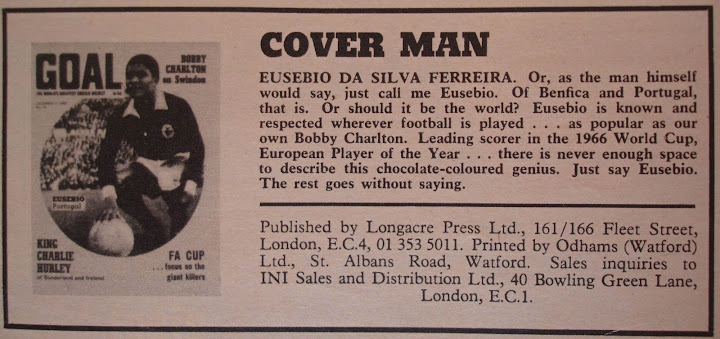 GOAL
BOBBY
CHARLTON
on Swindon
THE WORLD'S GREATEST SOCCER WEEKLY
EUSEBIO
Portugal
KING
CHARLIE
HURLEY
of Sunderland and Ireland
FA CUP
... focus on the
giant killers
COVER MAN
EUSEBIO DA SILVA FERREIRA. Or, as the man himself
would say, just call me Eusebio. Of Benfica and Portugal,
that is. Or should it be the world? Eusebio is known and
respected wherever football is played . . . as popular as our
own Bobby Charlton. Leading scorer in the 1966 World Cup,
European Player of the Year . . . there is never enough space
to describe this chocolate-coloured genius. Just say Eusebio.
The rest goes without saying.
Published by Longacre Press Ltd., 161/166 Fleet Street,
London, E.C.4, 01 353 5011. Printed by Odhams (Watford)
Ltd., St. Albans Road, Watford. Sales inquiries to
INI Sales and Distribution Ltd., 40 Bowling Green Lane,
London, E.C.1.